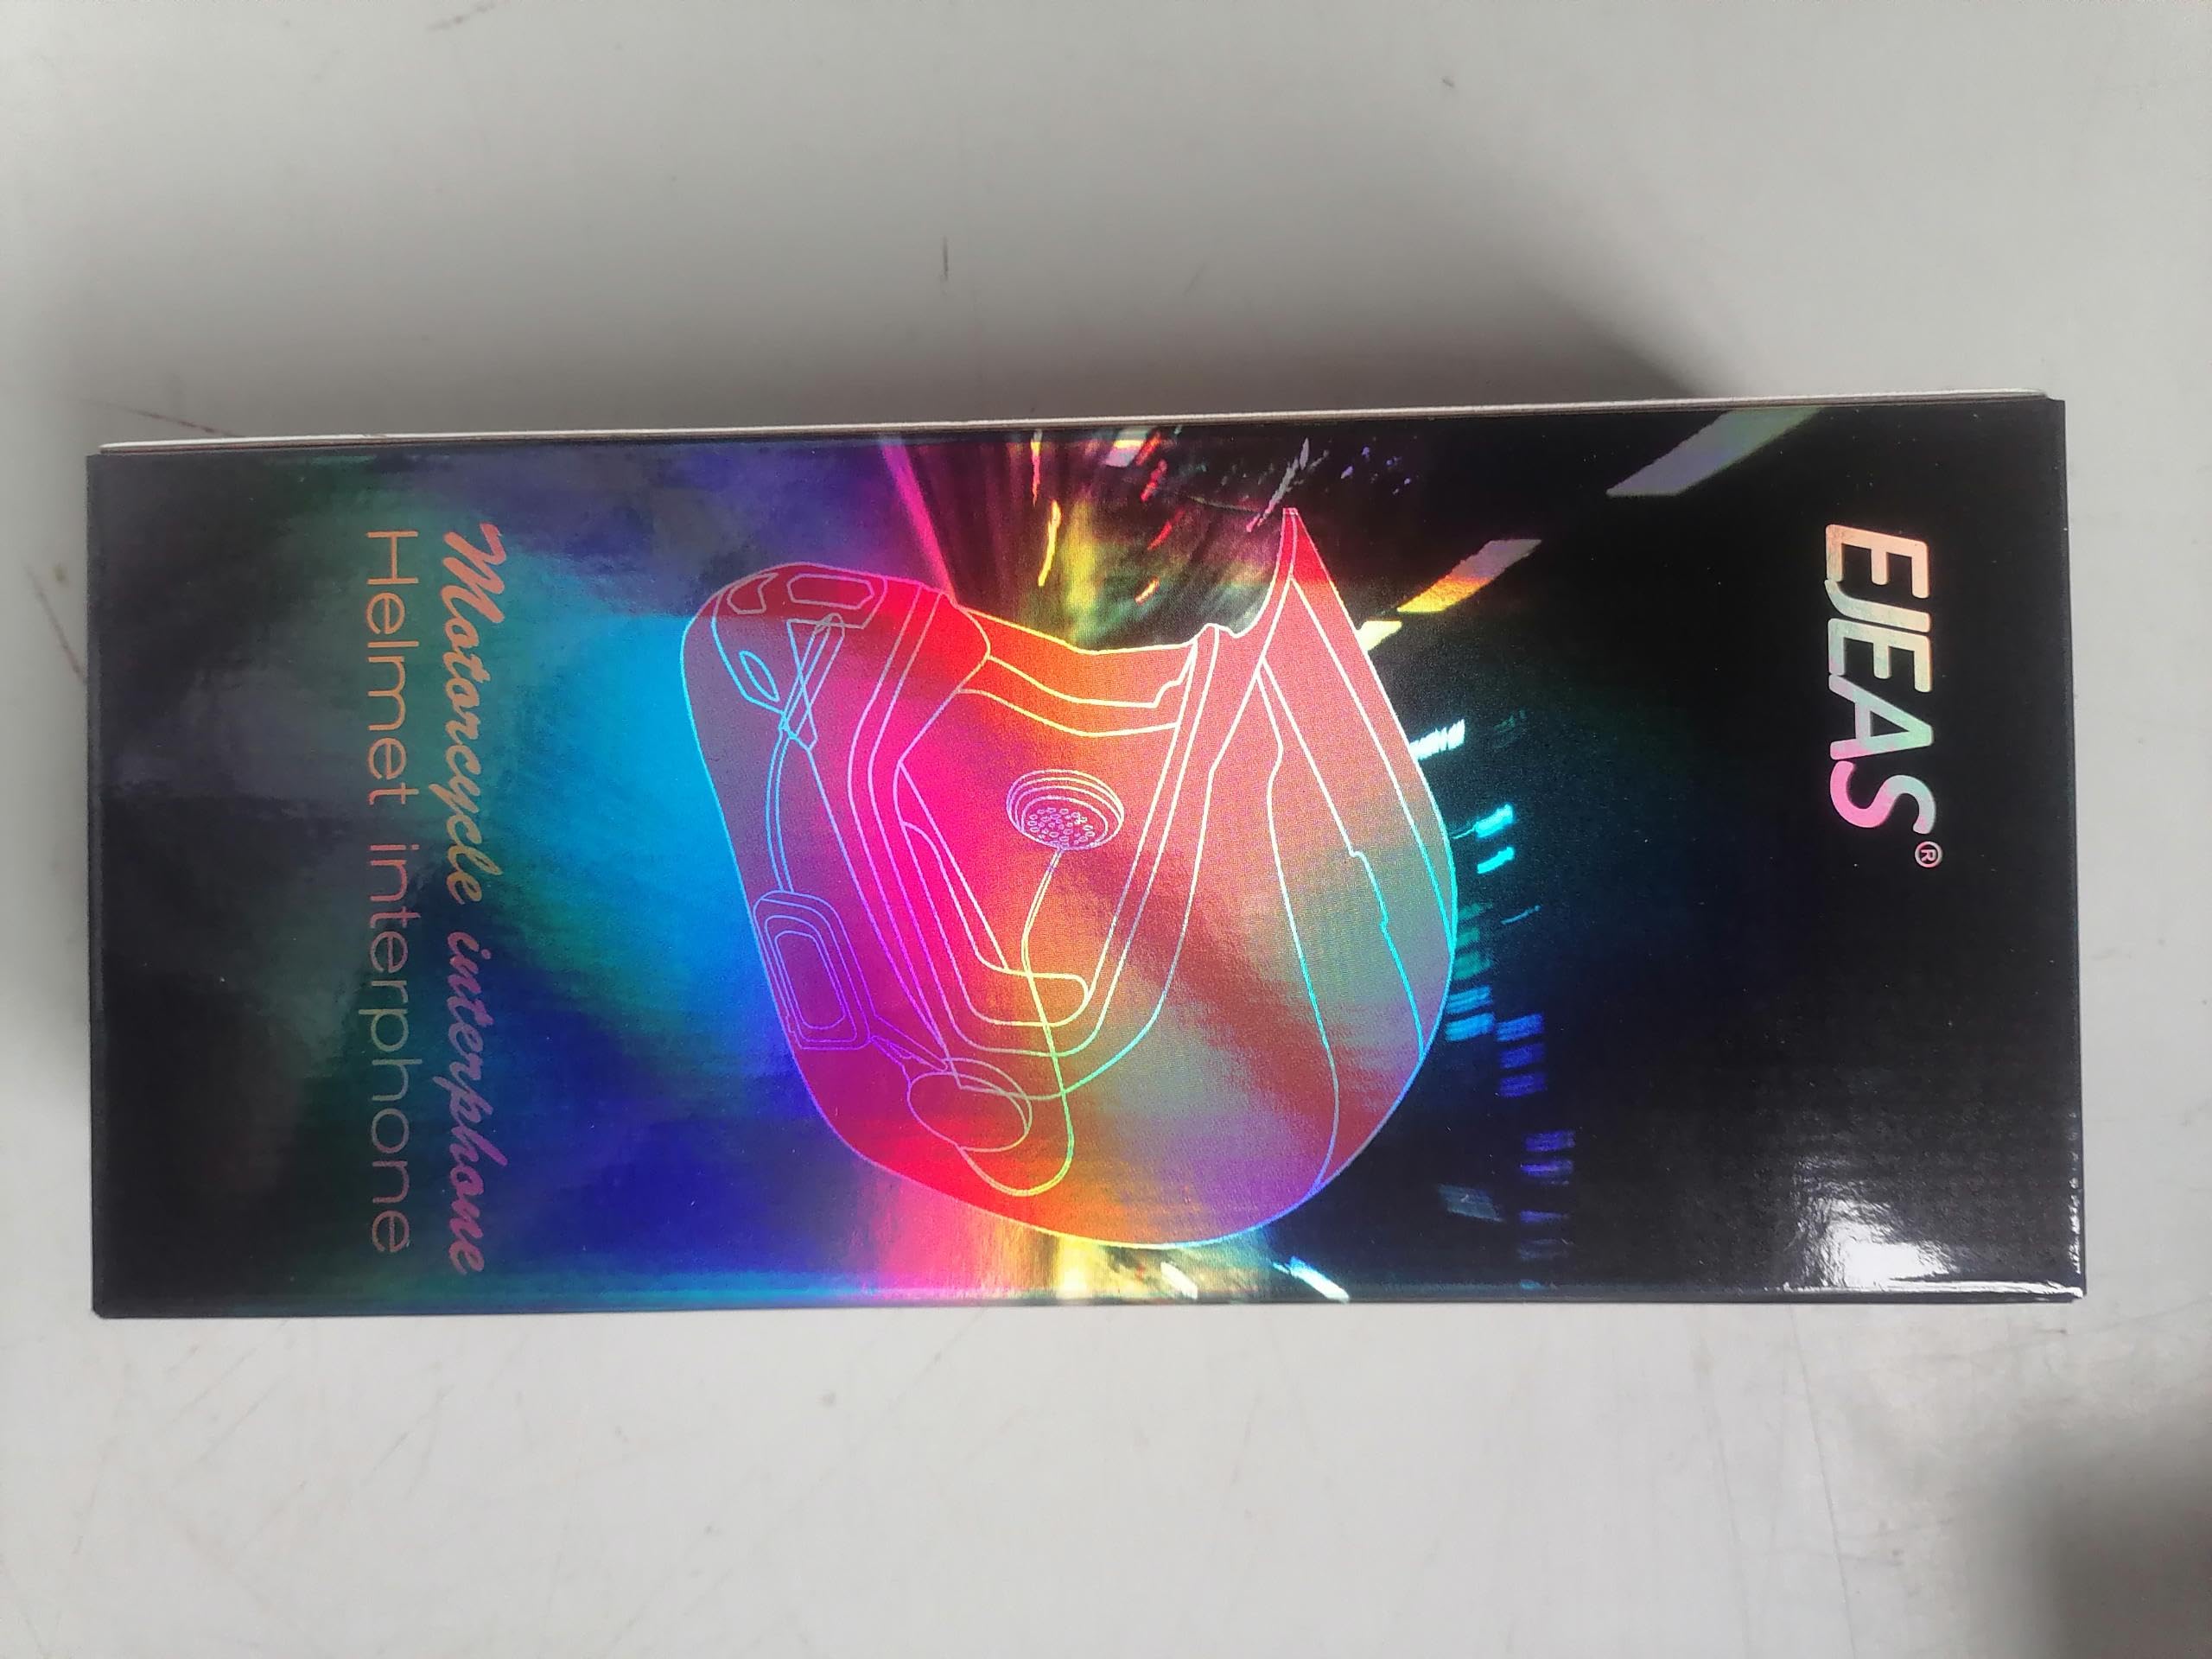 EJEAS®
Motorcycle interphone
Helmet interphone